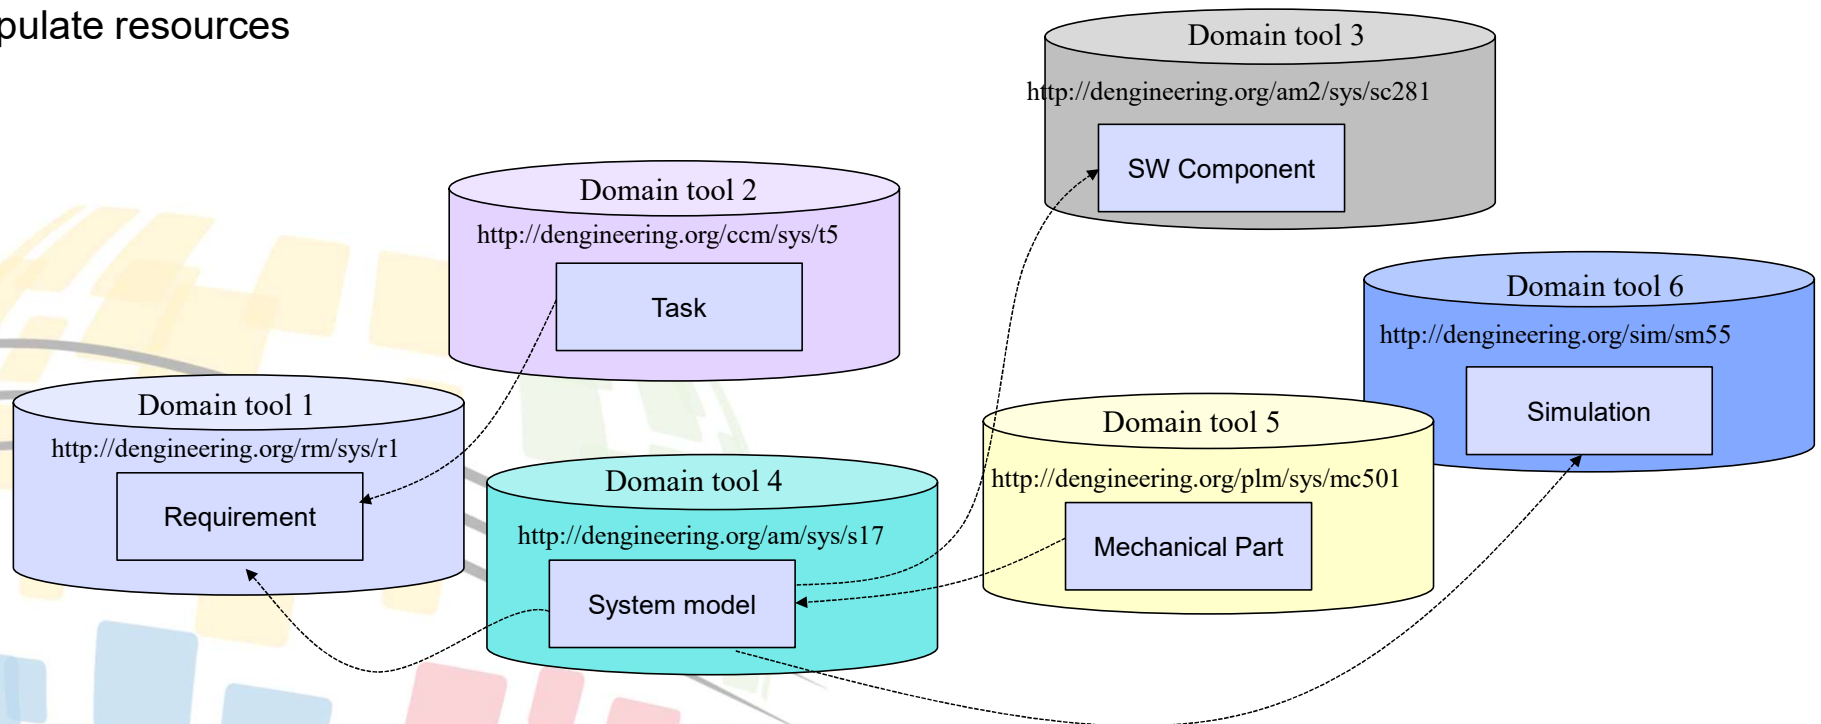 pulate resources
Domain tool 3
http://dengineering.org/am2/sys/sc281
SW Component
Domain tool 2
http://dengineering.org/ccm/sys/t5
Task
Domain tool 6
http://dengineering.org/sim/sm55
Simulation
Domain tool 1
http://dengineering.org/rm/sys/r1
Requirement
Domain tool 5
http://dengineering.org/plm/sys/mc501
Mechanical Part
Domain tool 4
http://dengineering.org/am/sys/s17
System model